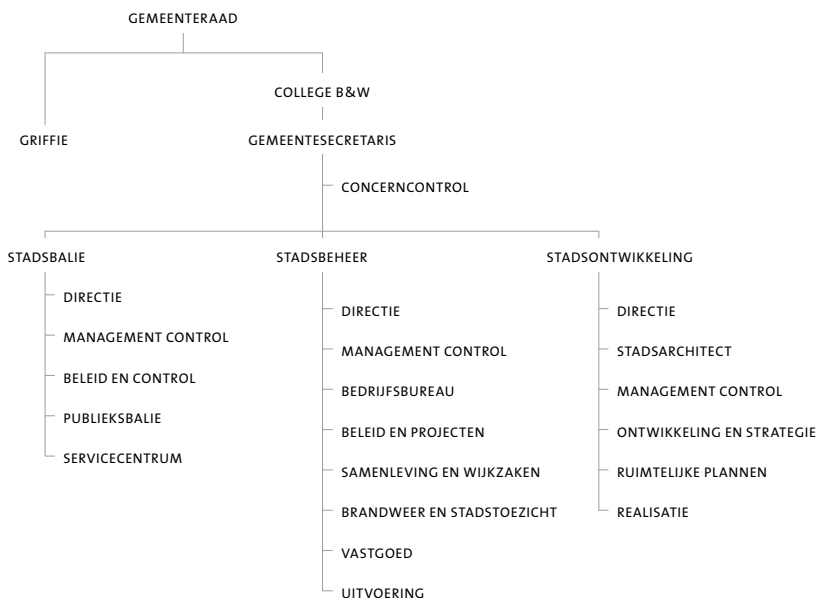 GEMEENTERAAD
COLLEGE B&W
GRIFFIE
GEMEENTESECRETARIS
CONCERNCONTROL
STADSBALIE
DIRECTIE
MANAGEMENT CONTROL
BELEID EN CONTROL
PUBLIEKSBALIE
SERVICECENTRUM
STADSBEHEER
DIRECTIE
MANAGEMENT CONTROL
BEDRIJFSBUREAU
BELEID EN PROJECTEN
SAMENLEVING EN WIJKZAKEN
BRANDWEER EN STADSTOEZICHT
VASTGOED
UITVOERING
STADSONTWIKKELING
DIRECTIE
STADSARCHITECT
MANAGEMENT CONTROL
ONTWIKKELING EN STRATEGIE
RUIMTELIJKE PLANNEN
REALISATIE